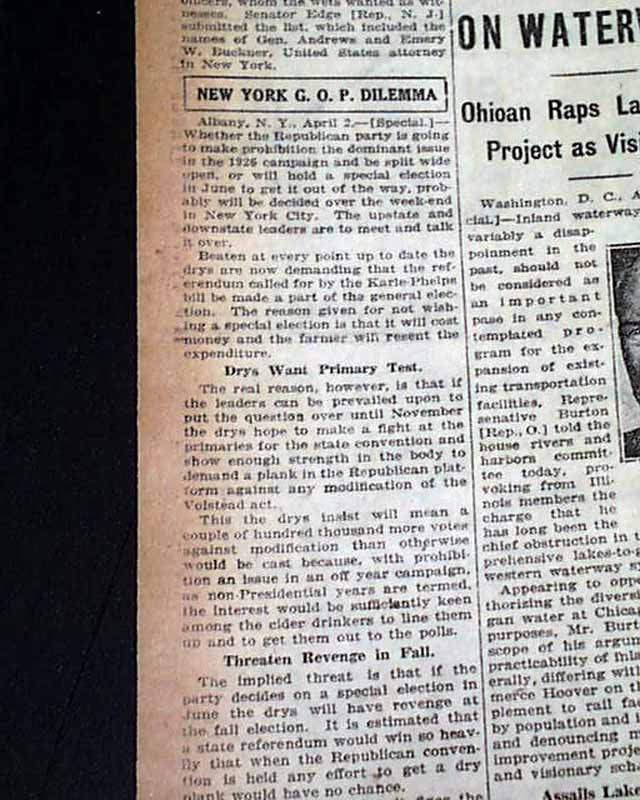 officers, whom the wets wanted as wit-
nesses. Senator Edge [Rep., N. J.]
submitted the list, which included the
names of Gen. Andrews and Emory
W. Buckner, United States attorney
in New York.
NEW YORK G. O. P. DILEMMA
Albany, N. Y., April 2.—[Special.]—
Whether the Republican party is going
to make prohibition the dominant issue
in the 1926 campaign and be split wide
open, or will hold a special election
in June to get it out of the way, prob-
ably will be decided over the week-end
in New York City. The upstate and
downstate leaders are to meet and talk
it over.
Beaten at every point up to date the
drys are now demanding that the ref-
erendum called for by the Karle-Phelps
bill be made a part of the general elec-
tion. The reason given for not wish-
ing a special election is that it will cost
money and the farmer will resent the
expenditure.
Drys Want Primary Test.
The real reason, however, is that if
the leaders can be prevailed upon to
put the question over until November
the drys hope to make a fight at the
primaries for the state convention and
show enough strength in the body to
demand a plank in the Republican plat-
form against any modification of the
Volstead act.
This the drys insist will mean a
couple of hundred thousand more votes
against modification than otherwise
would be cast because, with prohibi-
tion an issue in an off year campaign,
as non-Presidential years are termed,
the interest would be sufficiently keen
among the cider drinkers to line them
up and to get them out to the polls.
Threaten Revenge in Fall.
The implied threat is that if the
party decides on a special election in
June the drys will have revenge at
the fall election. It is estimated that
a state referendum would win so heav-
ily that when the Republican conven-
tion is held any effort to get a dry
plank would have no chance.
ON WATERW
Ohioan Raps La
Project as Visi
Washington, D. C., A
cial.]—Inland waterway
variably a disap-
pointment in the
past, should not
be considered as
an important
phase in any con-
templated pro-
gram for the ex-
pansion of exist-
ing transportation
facilities, Repre-
sentative Burton
[Rep., O.] told the
house rivers and
harbors commit-
tee today, pro-
voking from Illi-
nois members the
charge that he
has long been the
chief obstruction in t
prehensive lakes-to-g
western waterway sy
Appearing to oppo
thorizing the diversi
gan water at Chica
purposes, Mr. Burt
scope of his argum
practicability of inla
erally, differing with
merce Hoover on t
plement to rail fac
by population and
and denouncing m
improvement proje
and visionary sch
Assails Lake